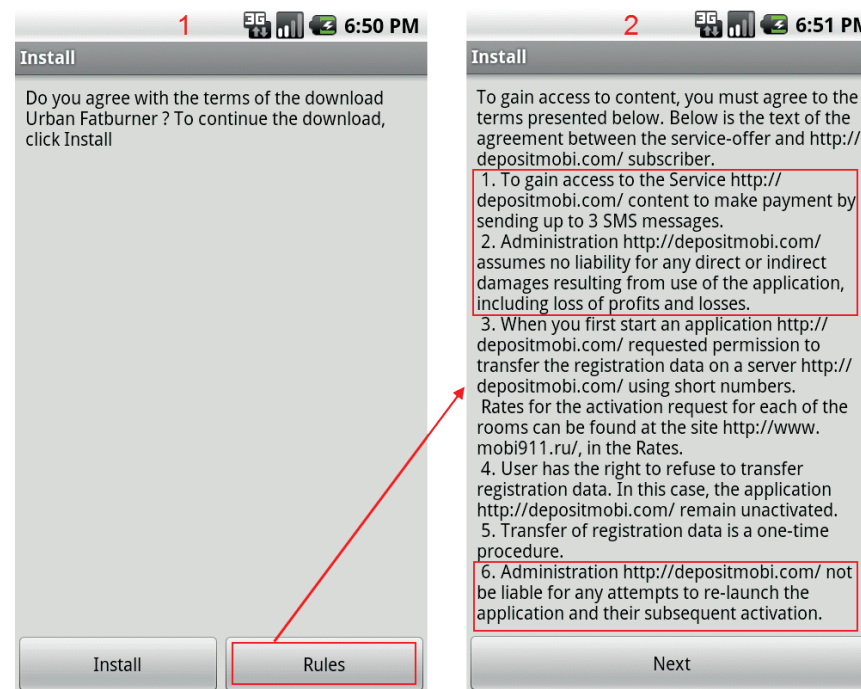 1
3G
6:50 PM
Install
Do you agree with the terms of the download
Urban Fatburner ? To continue the download,
click Install
Install
Rules
2
3G
6:51 PM
Install
To gain access to content, you must agree to the
terms presented below. Below is the text of the
agreement between the service-offer and http://
depositmobi.com/ subscriber.
1. To gain access to the Service http://
depositmobi.com/ content to make payment by
sending up to 3 SMS messages.
2. Administration http://depositmobi.com/
assumes no liability for any direct or indirect
damages resulting from use of the application,
including loss of profits and losses.
3. When you first start an application http://
depositmobi.com/ requested permission to
transfer the registration data on a server http://
depositmobi.com/ using short numbers.
Rates for the activation request for each of the
rooms can be found at the site http://www.
mobi911.ru/, in the Rates.
4. User has the right to refuse to transfer
registration data. In this case, the application
http://depositmobi.com/ remain unactivated.
5. Transfer of registration data is a one-time
procedure.
6. Administration http://depositmobi.com/ not
be liable for any attempts to re-launch the
application and their subsequent activation.
Next